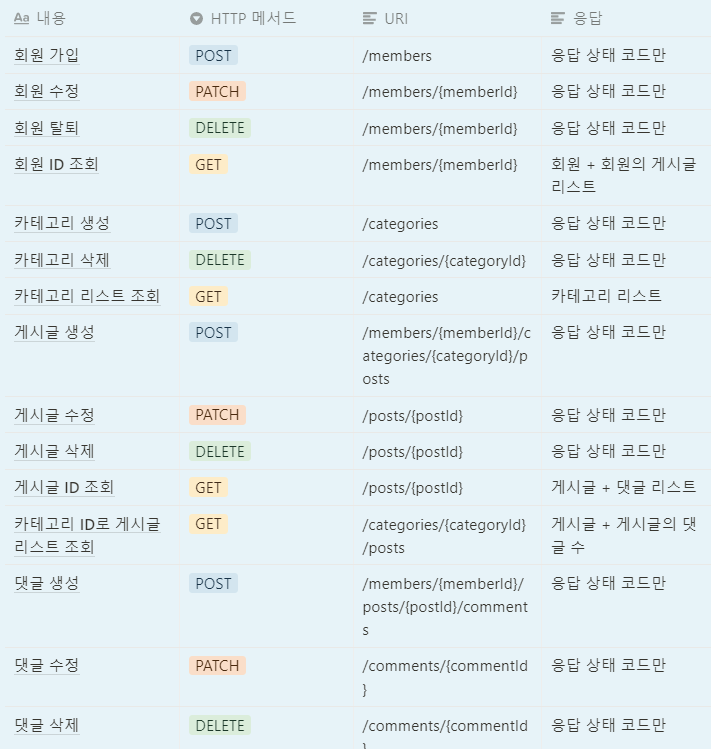 Aa 내용 HTTP 메서드 URI 응답
회원 가입 POST /members 응답 상태 코드만
회원 수정 PATCH /members/{memberId} 응답 상태 코드만
회원 탈퇴 DELETE /members/{memberId} 응답 상태 코드만
회원 ID 조회 GET /members/{memberId} 회원 + 회원의 게시글
리스트
카테고리 생성 POST /categories 응답 상태 코드만
카테고리 삭제 DELETE /categories/{categoryId} 응답 상태 코드만
카테고리 리스트 조회 GET /categories 카테고리 리스트
게시글 생성 POST /members/{memberId}/c 응답 상태 코드만
ategories/{categoryId}/p
osts
게시글 수정 PATCH /posts/{postId} 응답 상태 코드만
게시글 삭제 DELETE /posts/{postId} 응답 상태 코드만
게시글 ID 조회 GET /posts/{postId} 게시글 + 댓글 리스트
카테고리 ID로 게시글 GET /categories/{categoryId} 게시글 + 게시글의 댓
리스트 조회 /posts 글 수
댓글 생성 POST /members/{memberId}/ 응답 상태 코드만
posts/{postId}/comment
s
댓글 수정 PATCH /comments/{commentId 응답 상태 코드만
}
댓글 삭제 DELETE /comments/{commentId 응답 상태 코드만
}